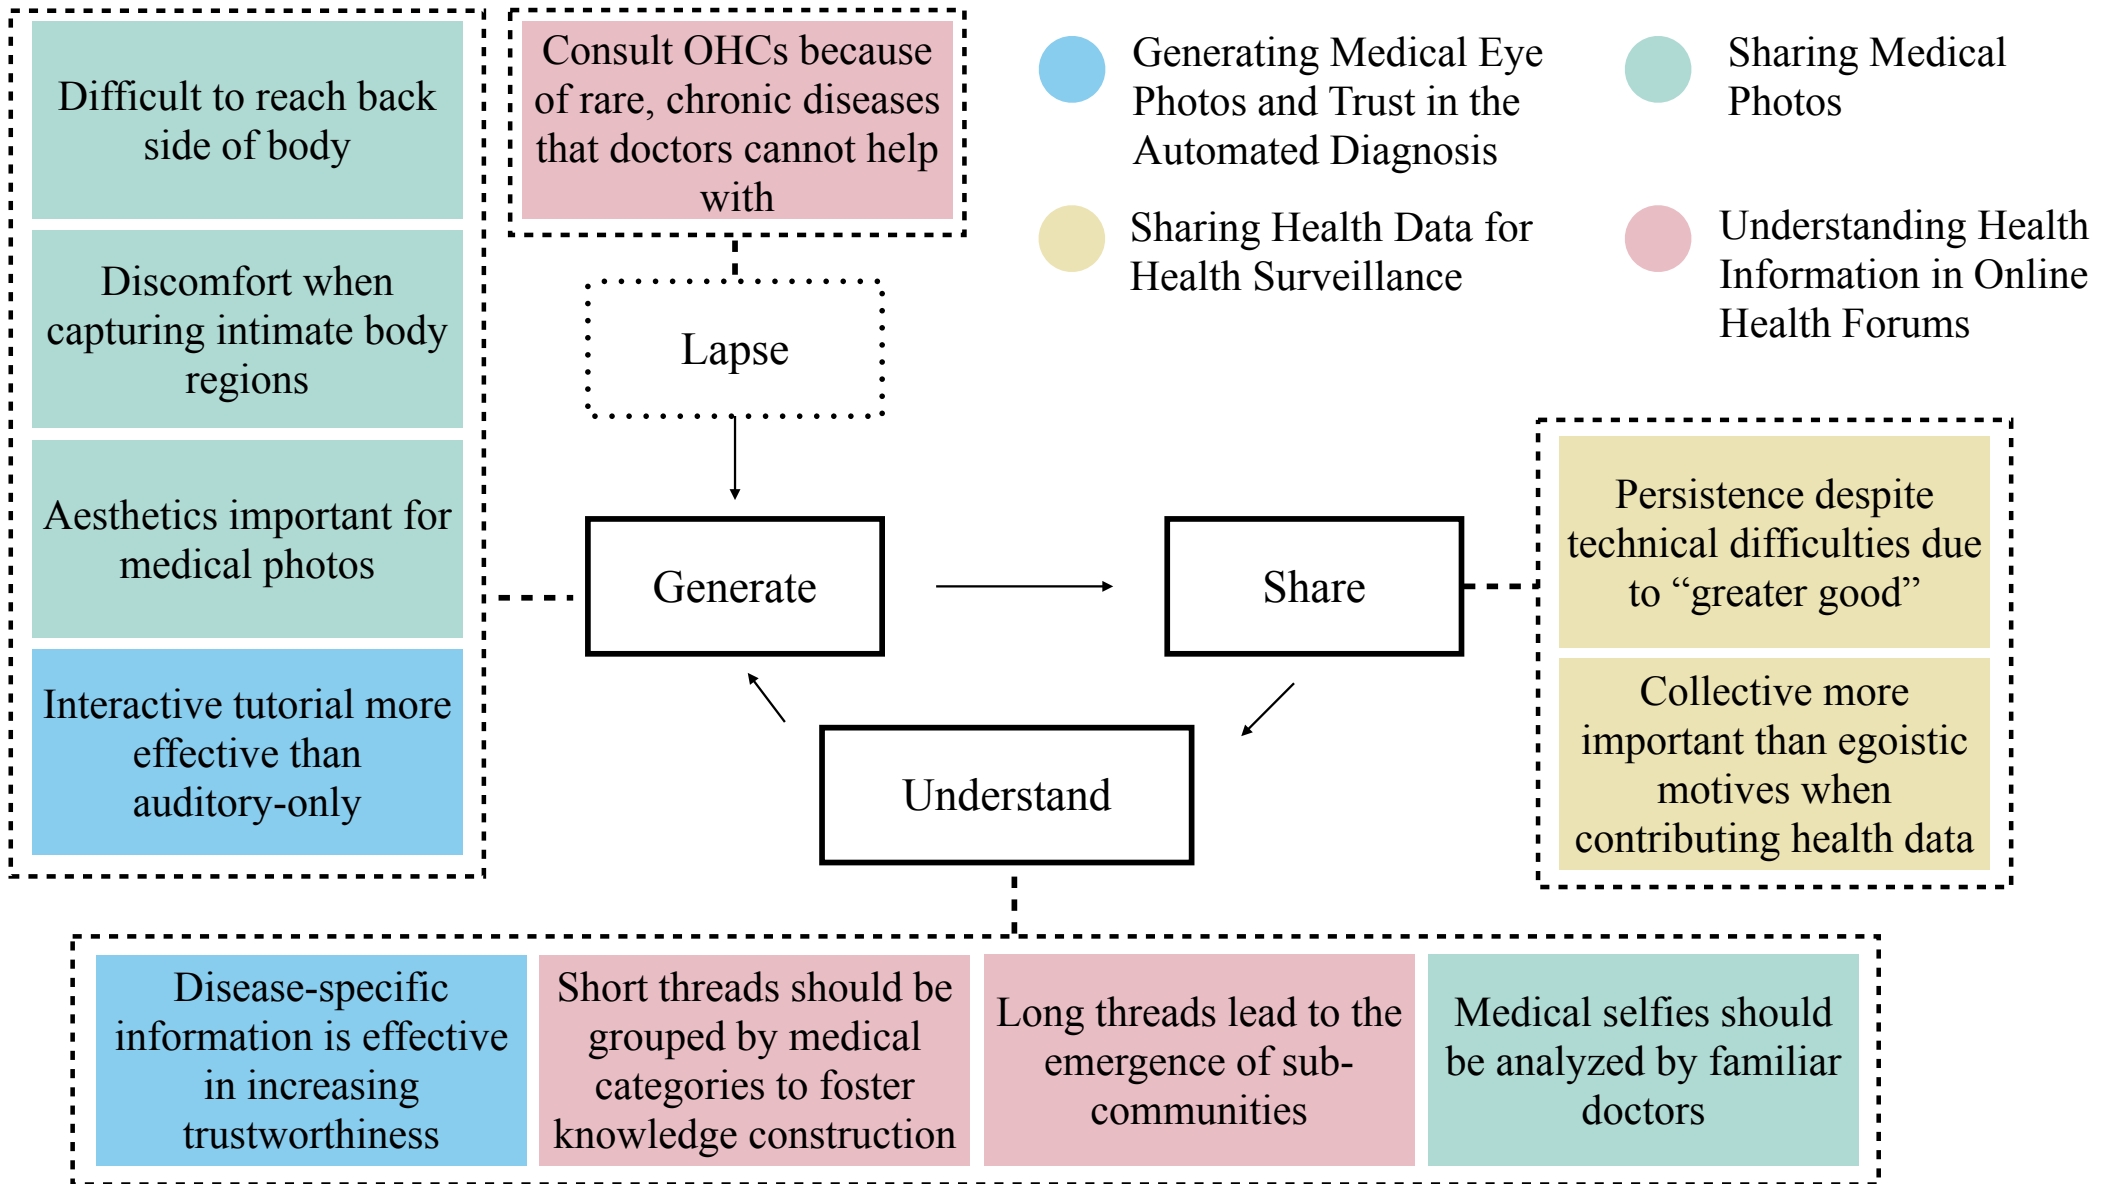 Difficult to reach back
side of body
Discomfort when
capturing intimate body
regions
Aesthetics important for
medical photos
Interactive tutorial more
effective than
auditory-only
Consult OHCs because
of rare, chronic diseases
that doctors cannot help
with
Lapse
Generating Medical Eye
Photos and Trust in the
Automated Diagnosis
Sharing Medical
Photos
Sharing Health Data for
Health Surveillance
Understanding Health
Information in Online
Health Forums
Generate
Share
Understand
Persistence despite
technical difficulties due
to “greater good”
Collective more
important than egoistic
motives when
contributing health data
Disease-specific
information is effective
in increasing
trustworthiness
Short threads should be
grouped by medical
categories to foster
knowledge construction
Long threads lead to the
emergence of sub-
communities
Medical selfies should
be analyzed by familiar
doctors